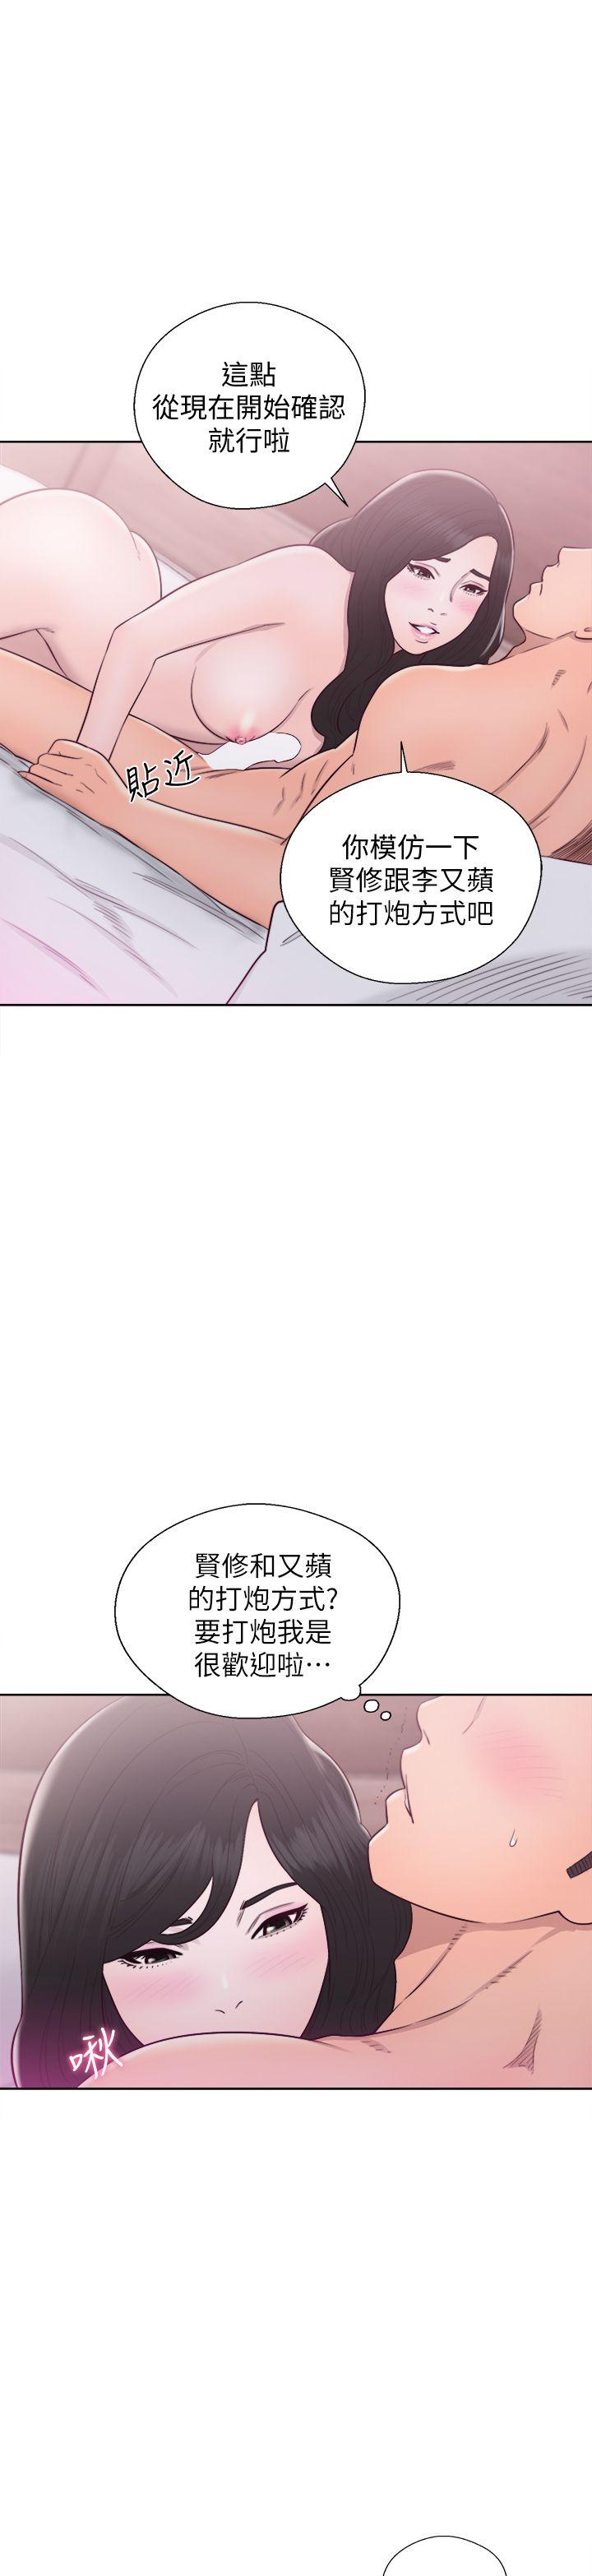 這點
從現在開始確認
就行啦
貼近
你模仿一下
賢修跟李又蘋
的打炮方式吧
賢修和又蘋
的打炮方式?
要打炮我是
很歡迎啦…
啾